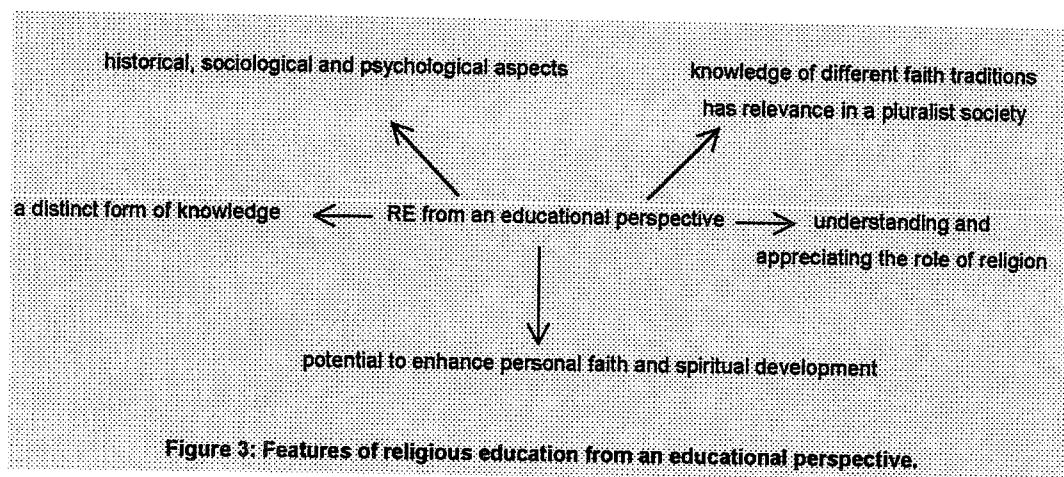 historical, sociological and psychological aspects
knowledge of different faith traditions
has relevance in a pluralist society
a distinct form of knowledge
RE from an educational perspective
understanding and
appreciating the role of religion
potential to enhance personal faith and spiritual development
Figure 3: Features of religious education from an educational perspective.